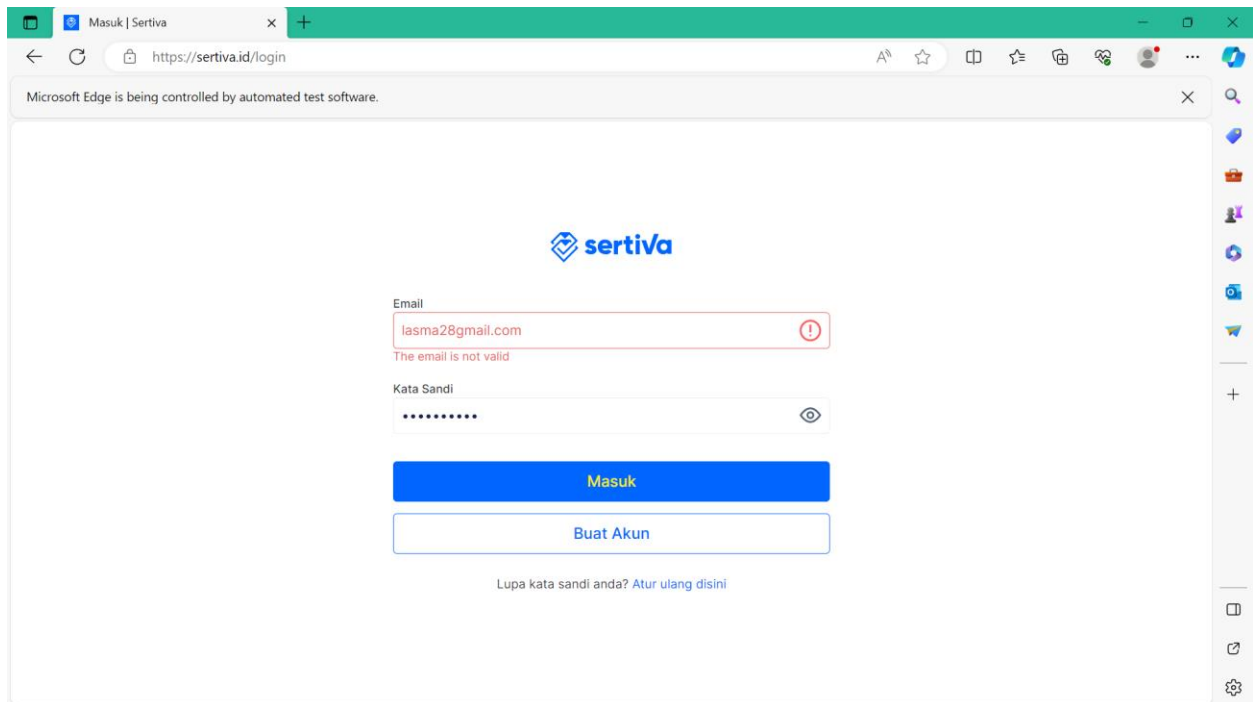 Masuk | Sertiva
https://sertiva.id/login
Microsoft Edge is being controlled by automated test software.
sertiva
Email
lasma28gmail.com
The email is not valid
Kata Sandi
••••••••••
Masuk
Buat Akun
Lupa kata sandi anda? Atur ulang disini